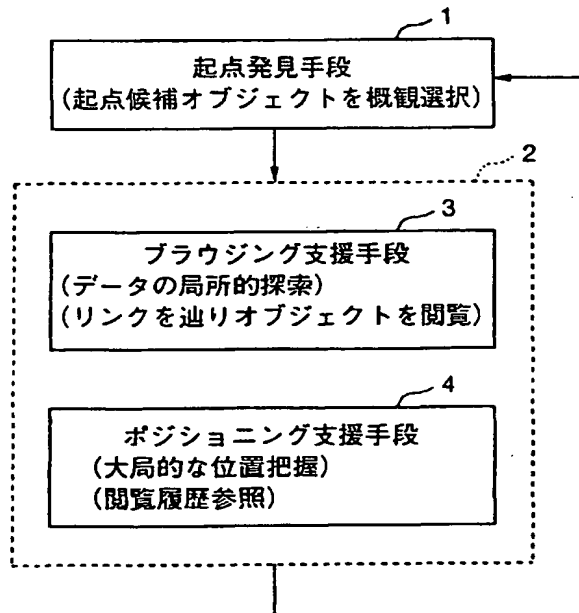 1
起点発見手段
(起点候補オブジェクトを概観選択)
2
3
ブラウジング支援手段
(データの局所的探索)
(リンクを辿りオブジェクトを閲覧)
4
ポジショニング支援手段
(大局的な位置把握)
(閲覧履歴参照)